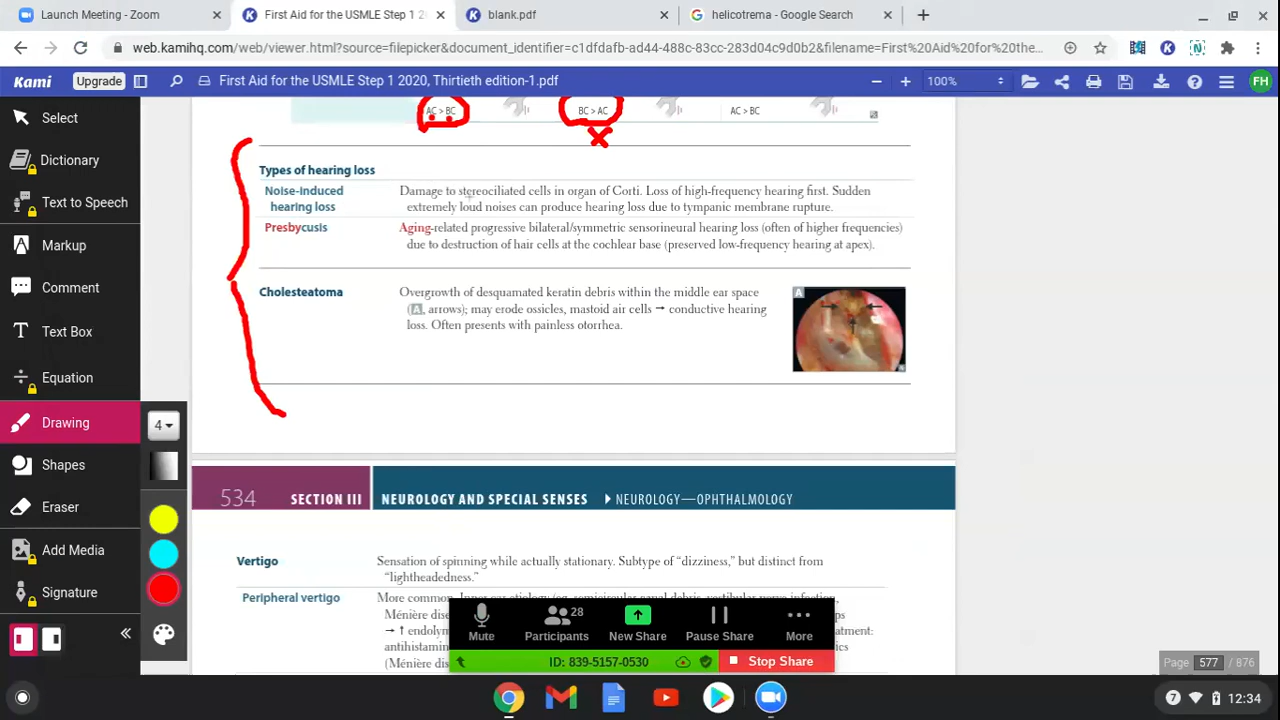 Launch Meeting - Zoom
First Aid for the USMLE Step 1 2
blank.pdf
helicotrema - Google Search
web.kamihq.com/web/viewer.html?source=filepicker&document_identifier=c1dfdafb-ad44-488c-83cc-283d04c9d0b2&filename=First%20Aid%20for%20the...
Kami
Upgrade
First Aid for the USMLE Step 1 2020, Thirtieth edition-1.pdf
100%
FH
Select
Dictionary
Text to Speech
Markup
Comment
Text Box
Equation
Drawing
4
Shapes
Eraser
Add Media
Signature
AC > BC
BC > AC
AC > BC
Types of hearing loss
Noise-induced
hearing loss
Damage to stereociliated cells in organ of Corti. Loss of high-frequency hearing first. Sudden
extremely loud noises can produce hearing loss due to tympanic membrane rupture.
Presbycusis
Aging-related progressive bilateral/symmetric sensorineural hearing loss (often of higher frequencies)
due to destruction of hair cells at the cochlear base (preserved low-frequency hearing at apex).
Cholesteatoma
Overgrowth of desquamated keratin debris within the middle ear space
(A, arrows); may erode ossicles, mastoid air cells → conductive hearing
loss. Often presents with painless otorrhea.
A
534 SECTION III NEUROLOGY AND SPECIAL SENSES ▶ NEUROLOGY—OPHTHALMOLOGY
Vertigo
Sensation of spinning while actually stationary. Subtype of “dizziness,” but distinct from
“lightheadedness.”
Peripheral vertigo
More common.
Ménière
→ ↑
antihistamin
(Ménière
Mute
Participants
28
New Share
Pause Share
More
ID: 839-5157-0530
Stop Share
Page 577 / 876
7
12:34